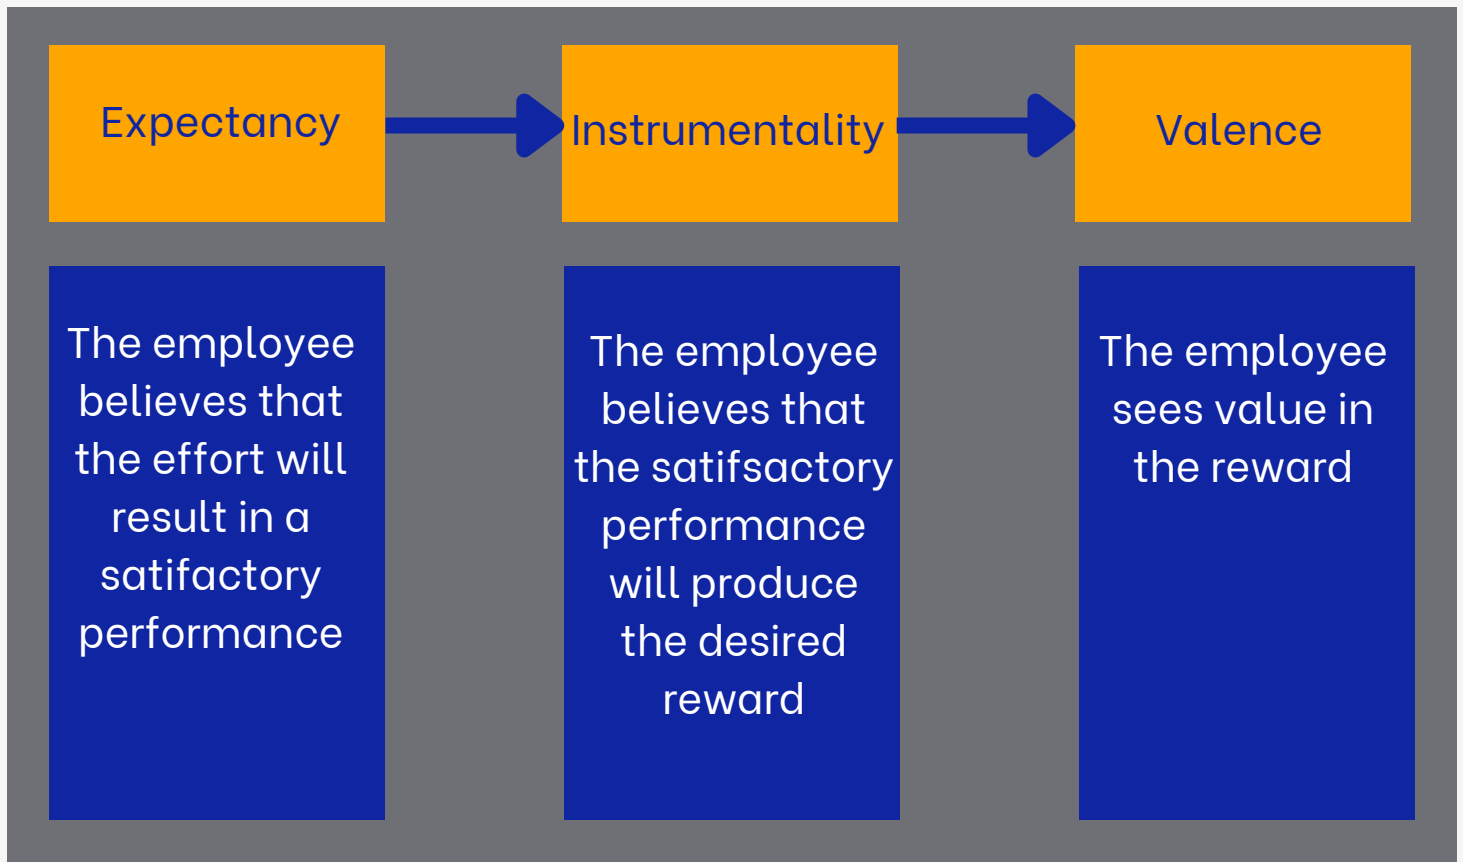 Expectancy
Instrumentality
Valence
The employee
believes that
the effort will
result in a
satifactory
performance
The employee
believes that
the satifsactory
performance
will produce
the desired
reward
The employee
sees value in
the reward